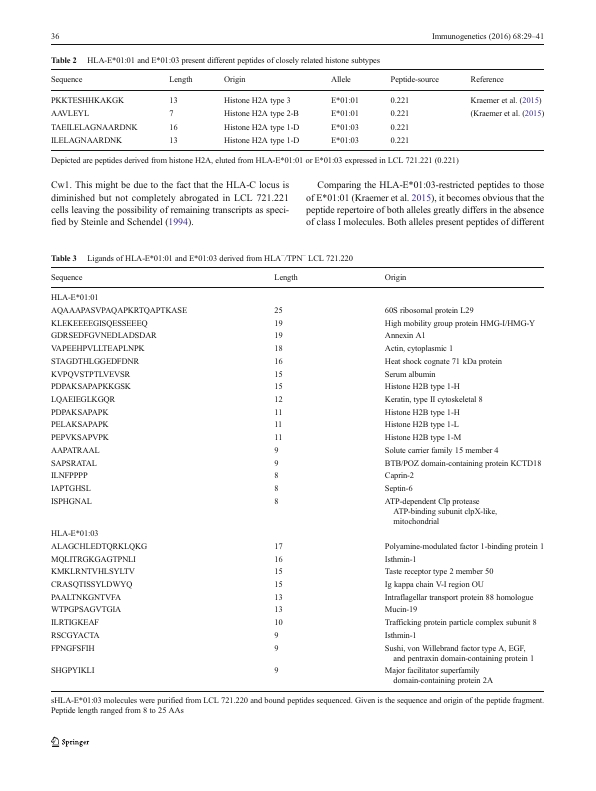 36
Immunogenetics (2016) 68:29–41
Table 2 HLA-E*01:01 and E*01:03 present different peptides of closely related histone subtypes
Sequence Length Origin Allele Peptide-source Reference
PKKTESHHKAKGK 13 Histone H2A type 3 E*01:01 0.221 Kraemer et al. (2015)
AAVLEYL 7 Histone H2A type 2-B E*01:01 0.221 (Kraemer et al. (2015)
TAEILELAGNAARDNK 16 Histone H2A type 1-D E*01:03 0.221
ILELAGNAARDNK 13 Histone H2A type 1-D E*01:03 0.221
Depicted are peptides derived from histone H2A, eluted from HLA-E*01:01 or E*01:03 expressed in LCL 721.221 (0.221)
Cw1. This might be due to the fact that the HLA-C locus is
diminished but not completely abrogated in LCL 721.221
cells leaving the possibility of remaining transcripts as speci-
fied by Steinle and Schendel (1994).
Comparing the HLA-E*01:03-restricted peptides to those
of E*01:01 (Kraemer et al. 2015), it becomes obvious that the
peptide repertoire of both alleles greatly differs in the absence
of class I molecules. Both alleles present peptides of different
Table 3 Ligands of HLA-E*01:01 and E*01:03 derived from HLA⁻/TPN⁻ LCL 721.220
Sequence Length Origin
HLA-E*01:01
AQAAAPASVPAQAPKRTQAPTKASE 25 60S ribosomal protein L29
KLEKEEEEGISQESSEEEQ 19 High mobility group protein HMG-I/HMG-Y
GDRSEDFGVNEDLADSDAR 19 Annexin A1
VAPEEHPVLLTEAPLNPK 18 Actin, cytoplasmic 1
STAGDTHLGGEDFDNR 16 Heat shock cognate 71 kDa protein
KVPQVSTPTLVEVSR 15 Serum albumin
PDPAKSAPAPKKGSK 15 Histone H2B type 1-H
LQAEIEGLKGQR 12 Keratin, type II cytoskeletal 8
PDPAKSAPAPK 11 Histone H2B type 1-H
PELAKSAPAPK 11 Histone H2B type 1-L
PEPVKSAPVPK 11 Histone H2B type 1-M
AAPATRAAL 9 Solute carrier family 15 member 4
SAPSRATAL 9 BTB/POZ domain-containing protein KCTD18
ILNFPPPP 8 Caprin-2
IAPTGHSL 8 Septin-6
ISPHGNAL 8 ATP-dependent Clp protease
ATP-binding subunit clpX-like,
mitochondrial
HLA-E*01:03
ALAGCHLEDTQRKLQKG 17 Polyamine-modulated factor 1-binding protein 1
MQLITRGKGAGTPNLI 16 Isthmin-1
KMKLRNTVHLSYLTV 15 Taste receptor type 2 member 50
CRASQTISSYLDWYQ 15 Ig kappa chain V-I region OU
PAALTNKGNTVFA 13 Intraflagellar transport protein 88 homologue
WTPGPSAGVTGIA 13 Mucin-19
ILRTIGKEAF 10 Trafficking protein particle complex subunit 8
RSCGYACTA 9 Isthmin-1
FPNGFSFIH 9 Sushi, von Willebrand factor type A, EGF,
and pentraxin domain-containing protein 1
SHGPYIKLI 9 Major facilitator superfamily
domain-containing protein 2A
sHLA-E*01:03 molecules were purified from LCL 721.220 and bound peptides sequenced. Given is the sequence and origin of the peptide fragment.
Peptide length ranged from 8 to 25 AAs
Springer